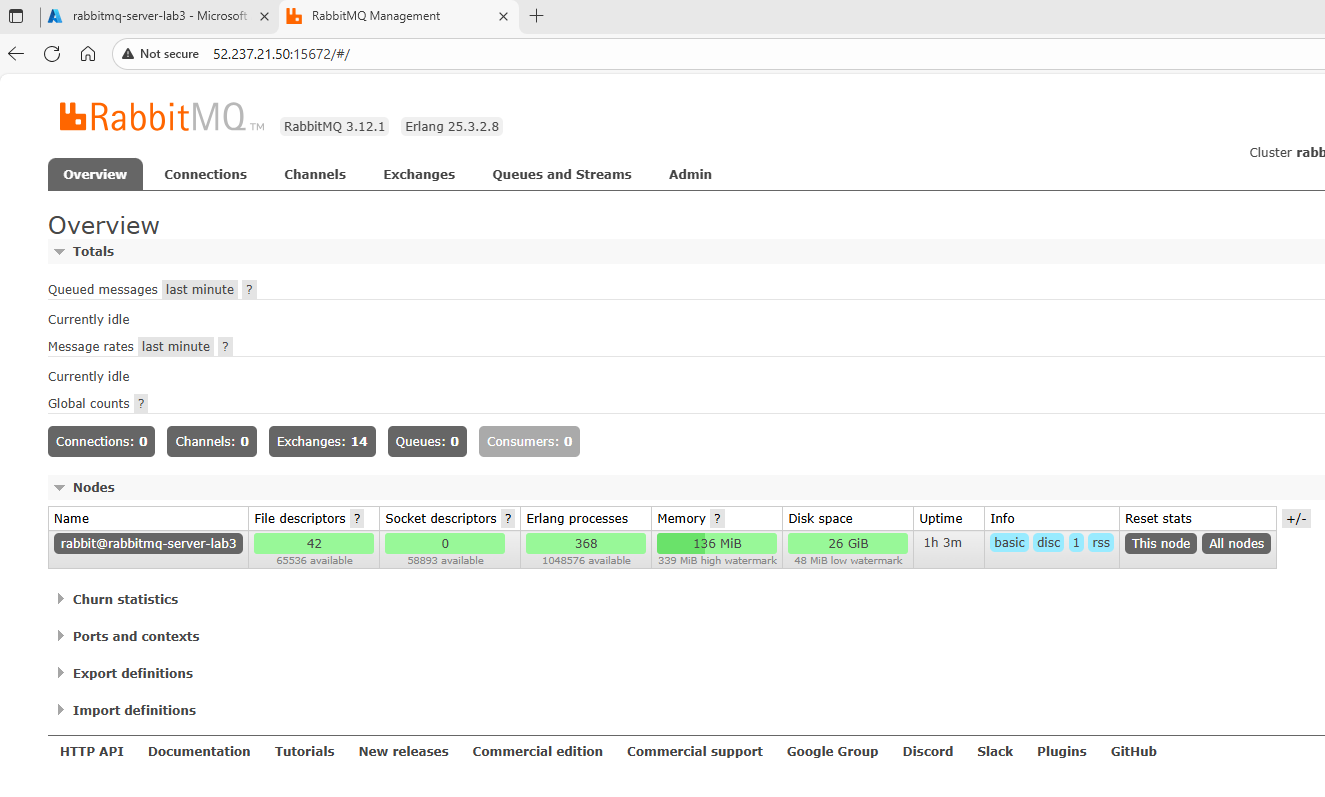 rabbitmq-server-lab3 - Microsoft
RabbitMQ Management
Not secure 52.237.21.50:15672/#/
RabbitMQ TM RabbitMQ 3.12.1 Erlang 25.3.2.8
Cluster rabb
Overview Connections Channels Exchanges Queues and Streams Admin
Overview
Totals
Queued messages last minute ?
Currently idle
Message rates last minute ?
Currently idle
Global counts ?
Connections: 0 Channels: 0 Exchanges: 14 Queues: 0 Consumers: 0
Nodes
Name File descriptors ? Socket descriptors ? Erlang processes Memory ? Disk space Uptime Info Reset stats +/-
rabbit@rabbitmq-server-lab3 42 0 368 136 MiB 26 GiB 1h 3m basic disc 1 rss This node All nodes
65536 available 58893 available 1048576 available 339 MiB high watermark 48 MiB low watermark
Churn statistics
Ports and contexts
Export definitions
Import definitions
HTTP API Documentation Tutorials New releases Commercial edition Commercial support Google Group Discord Slack Plugins GitHub